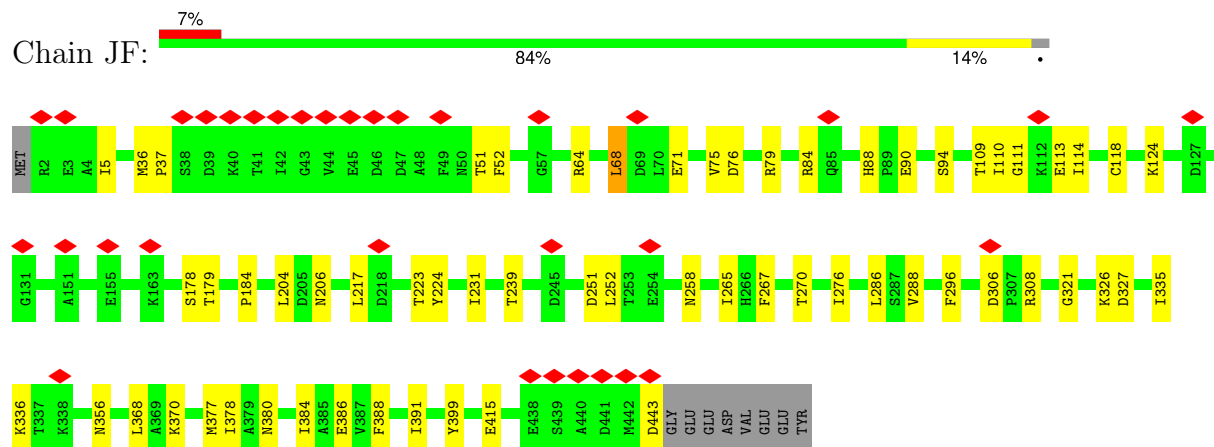 7%
Chain JF:
84% 14% •
MET R2 E3 A4 I5 M36 P37 S38 D39 K40 T41 I42 G43 V44 E45 D46 D47 A48 F49 N50 T51 F52 G57 R64 L68 D69 L70 E71 V75 D76 R79 R84 Q85 H88 P89 E90 S94 T109 I110 G111 K112 E113 I114 C118 K124 D127
G131 A151 E155 K163 S178 T179 P184 L204 D205 N206 L217 D218 T223 Y224 I231 T239 D245 D251 L252 T253 E254 N258 I265 H266 F267 T270 I276 L286 S287 V288 F296 D306 P307 R308 G321 K326 D327 I335
K336 T337 K338 N356 L368 A369 K370 M377 I378 A379 N380 I384 A385 E386 V387 F388 I391 Y399 E415 E438 S439 A440 D441 M442 D443 GLY GLU GLU ASP VAL GLU GLU TYR